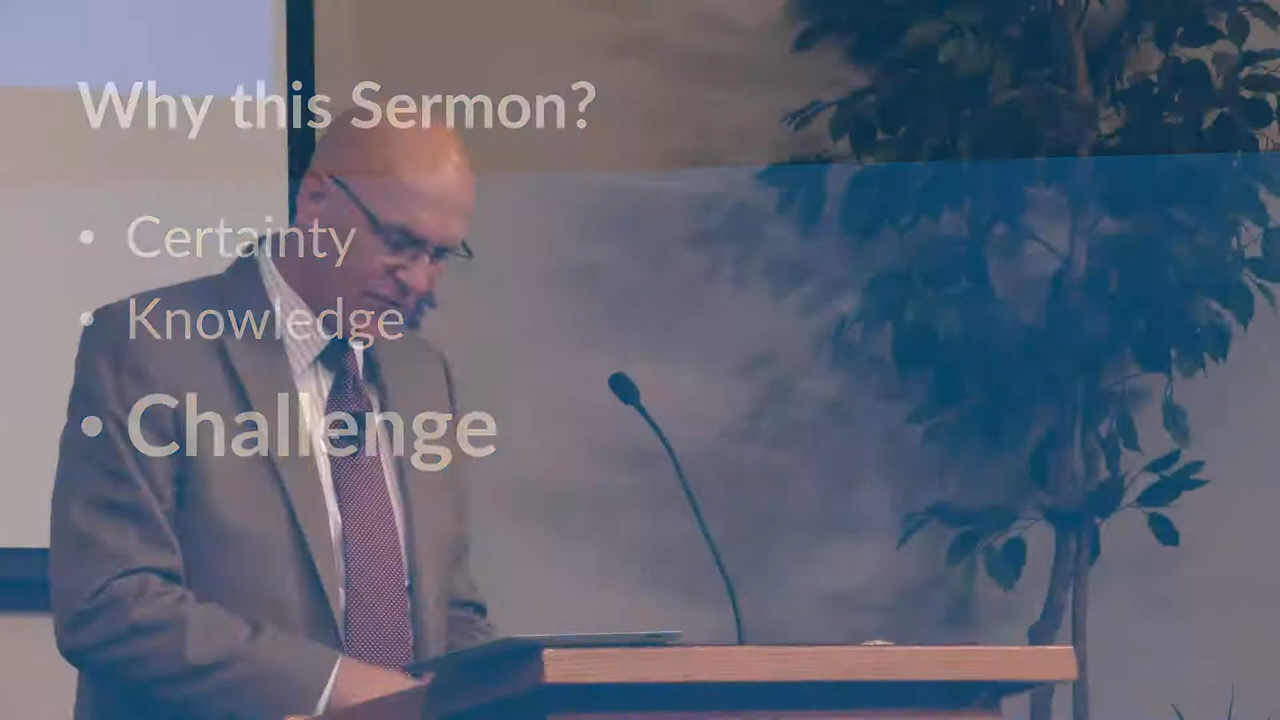 Why this Sermon?
• Certainty
• Knowledge
• Challenge